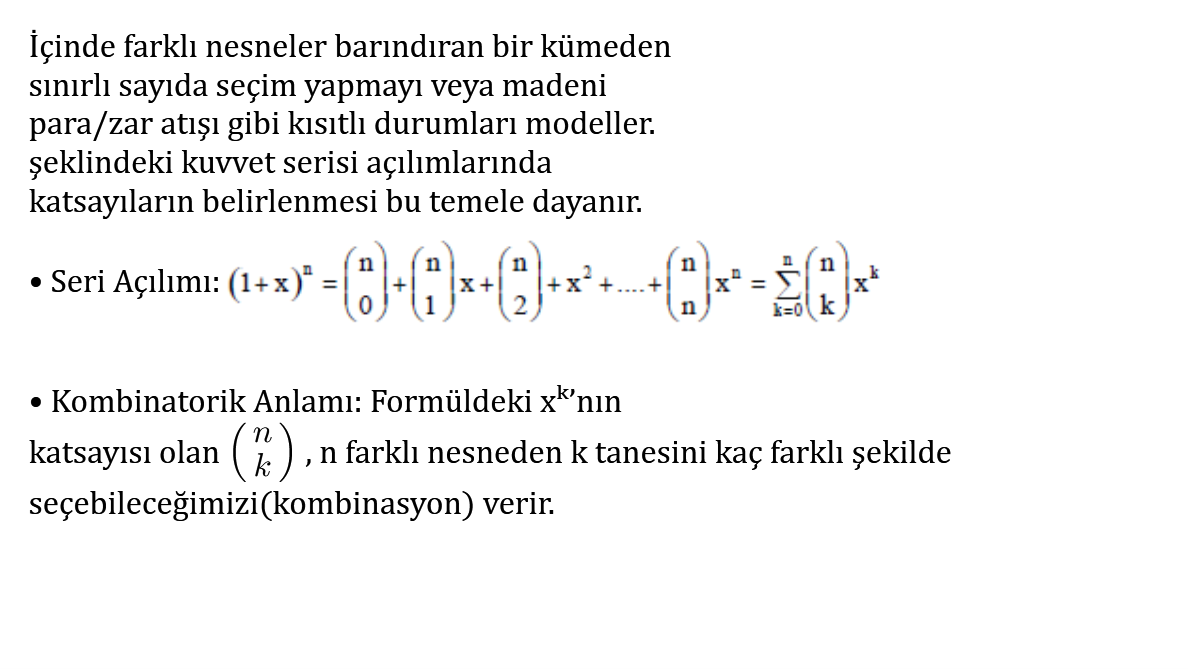 İçinde farklı nesneler barındıran bir kümeden
sınırlı sayıda seçim yapmayı veya madeni
para/zar atışı gibi kısıtlı durumları modeller.
şeklindeki kuvvet serisi açılımlarında
katsayıların belirlenmesi bu temele dayanır.
• Seri Açılımı: (1+x)ⁿ = (n 0) + (n 1) x + (n 2) + x² + .... + (n n) xⁿ = ∑ₖ₌₀ⁿ (n k) xᵏ
• Kombinatorik Anlamı: Formüldeki xᵏ’nın
katsayısı olan (n k) , n farklı nesneden k tanesini kaç farklı şekilde
seçebileceğimizi(kombinasyon) verir.